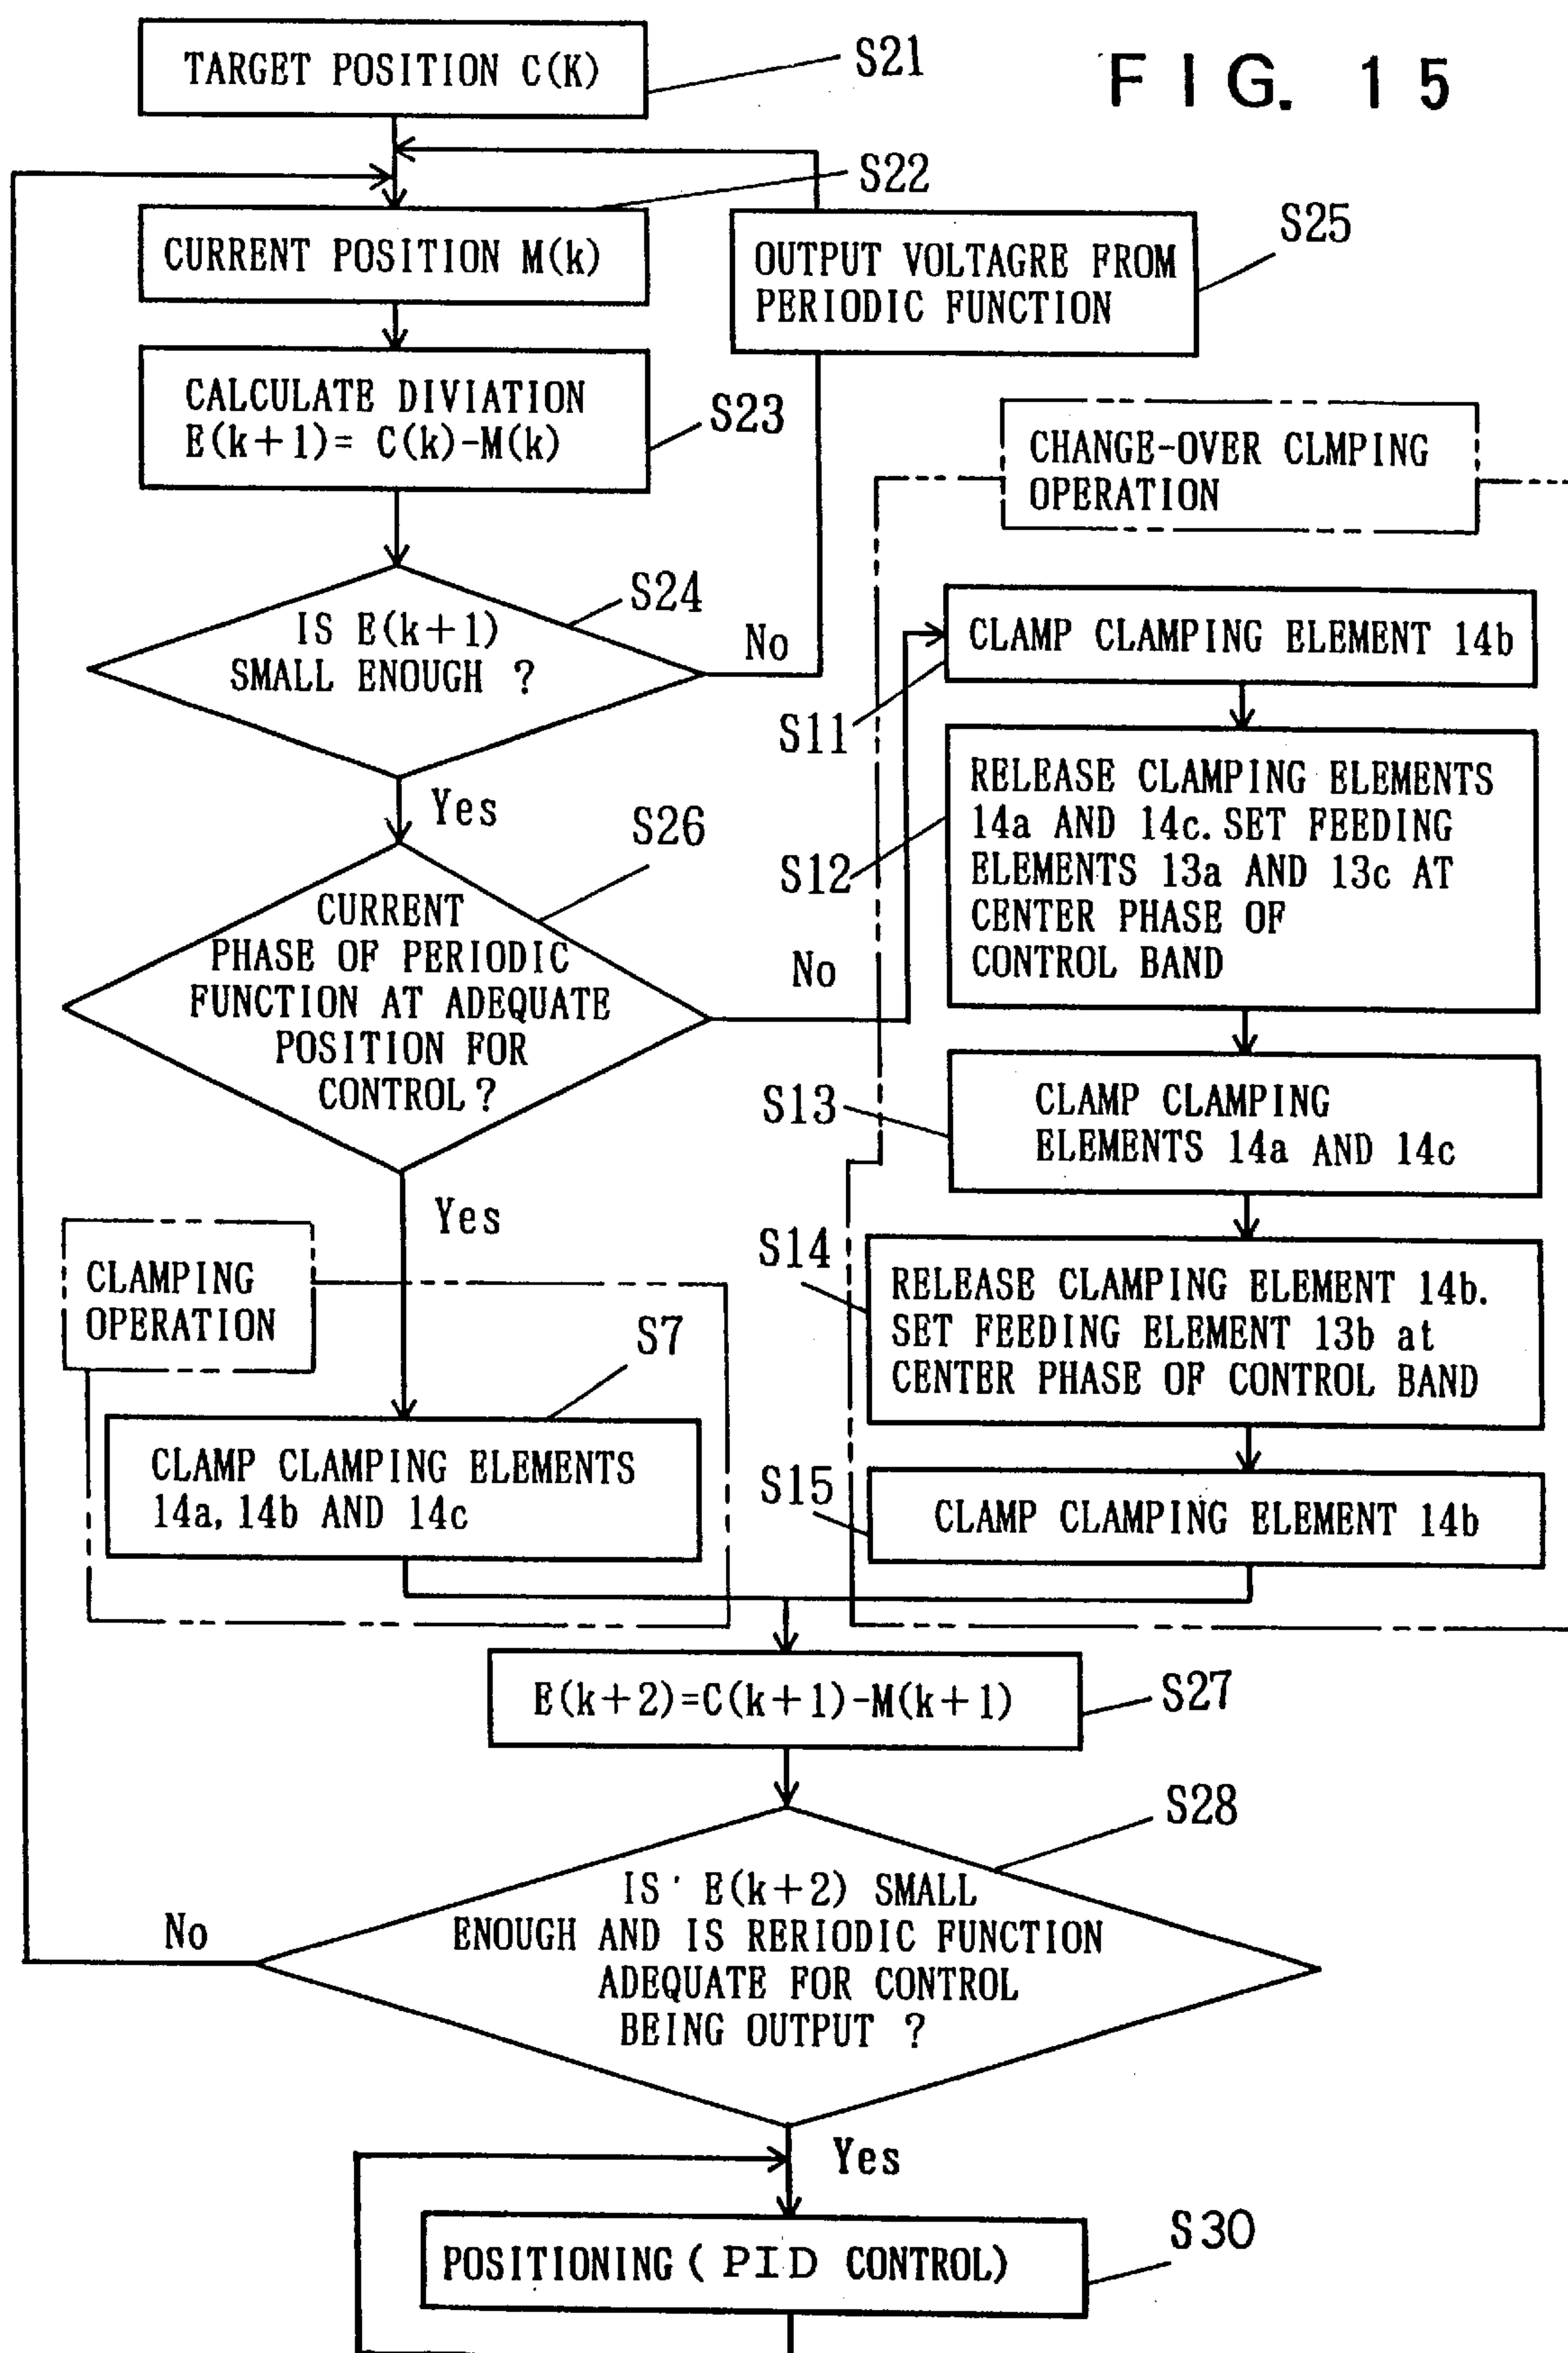 FIG. 15
TARGET POSITION C(K)
S21
S22
CURRENT POSITION M(k)
OUTPUT VOLTAGRE FROM
PERIODIC FUNCTION
S25
CALCULATE DIVIATION
E(k+1)= C(k)-M(k)
S23
CHANGE-OVER CLMPING
OPERATION
IS E(k+1)
SMALL ENOUGH ?
S24
No
Yes
CLAMP CLAMPING ELEMENT 14b
S11
RELEASE CLAMPING ELEMENTS
14a AND 14c. SET FEEDING
ELEMENTS 13a AND 13c AT
CENTER PHASE OF
CONTROL BAND
S12
S26
CURRENT
PHASE OF PERIODIC
FUNCTION AT ADEQUATE
POSITION FOR
CONTROL?
No
Yes
S13
CLAMP CLAMPING
ELEMENTS 14a AND 14c
CLAMPING
OPERATION
S14
RELEASE CLAMPING ELEMENT 14b.
SET FEEDING ELEMENT 13b at
CENTER PHASE OF CONTROL BAND
S7
CLAMP CLAMPING ELEMENTS
14a, 14b AND 14c
S15
CLAMP CLAMPING ELEMENT 14b
E(k+2)=C(k+1)-M(k+1)
S27
S28
IS E(k+2) SMALL
ENOUGH AND IS RERIODIC FUNCTION
ADEQUATE FOR CONTROL
BEING OUTPUT ?
No
Yes
POSITIONING ( PID CONTROL)
S30